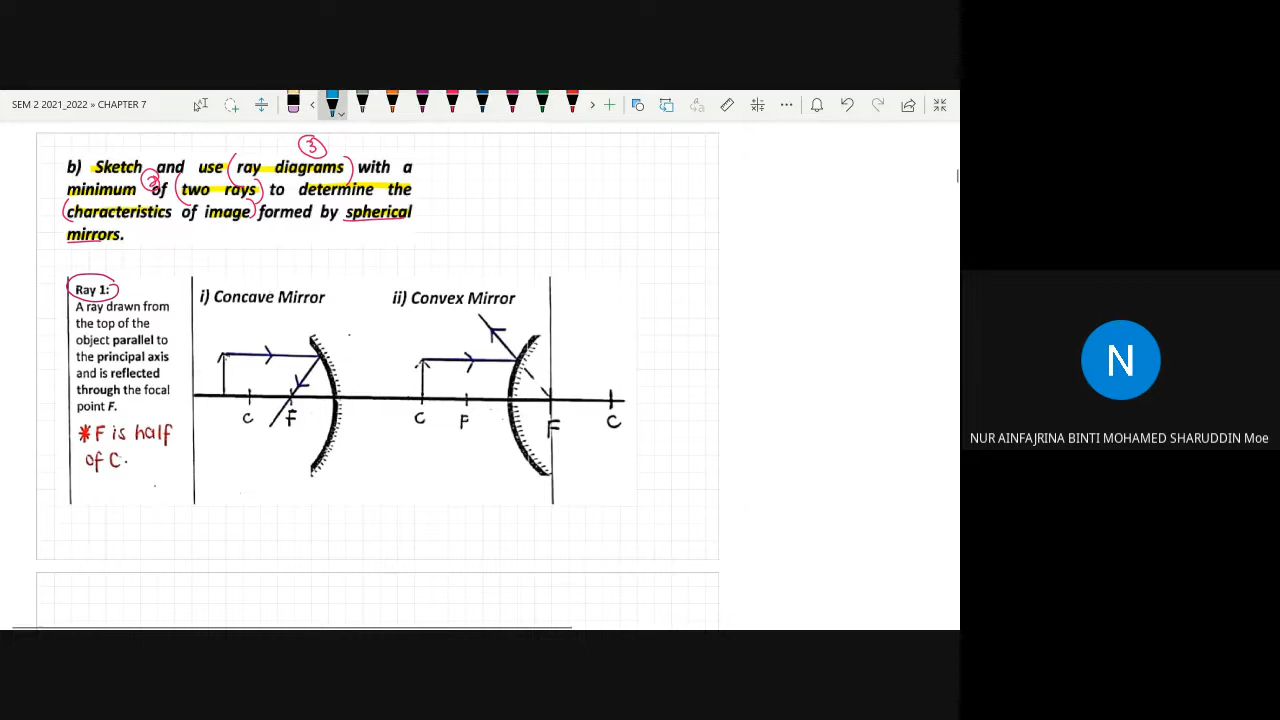 SEM 2 2021_2022 » CHAPTER 7
3
b) Sketch and use (ray diagrams) with a
2
minimum of (two rays) to determine the
(characteristics of image) formed by spherical
mirrors.
Ray 1:
A ray drawn from
the top of the
object parallel to
the principal axis
and is reflected
through the focal
point F.
* F is half
of C.
i) Concave Mirror
C F
ii) Convex Mirror
C F F C
N
NUR AINFAJRINA BINTI MOHAMED SHARUDDIN Moe